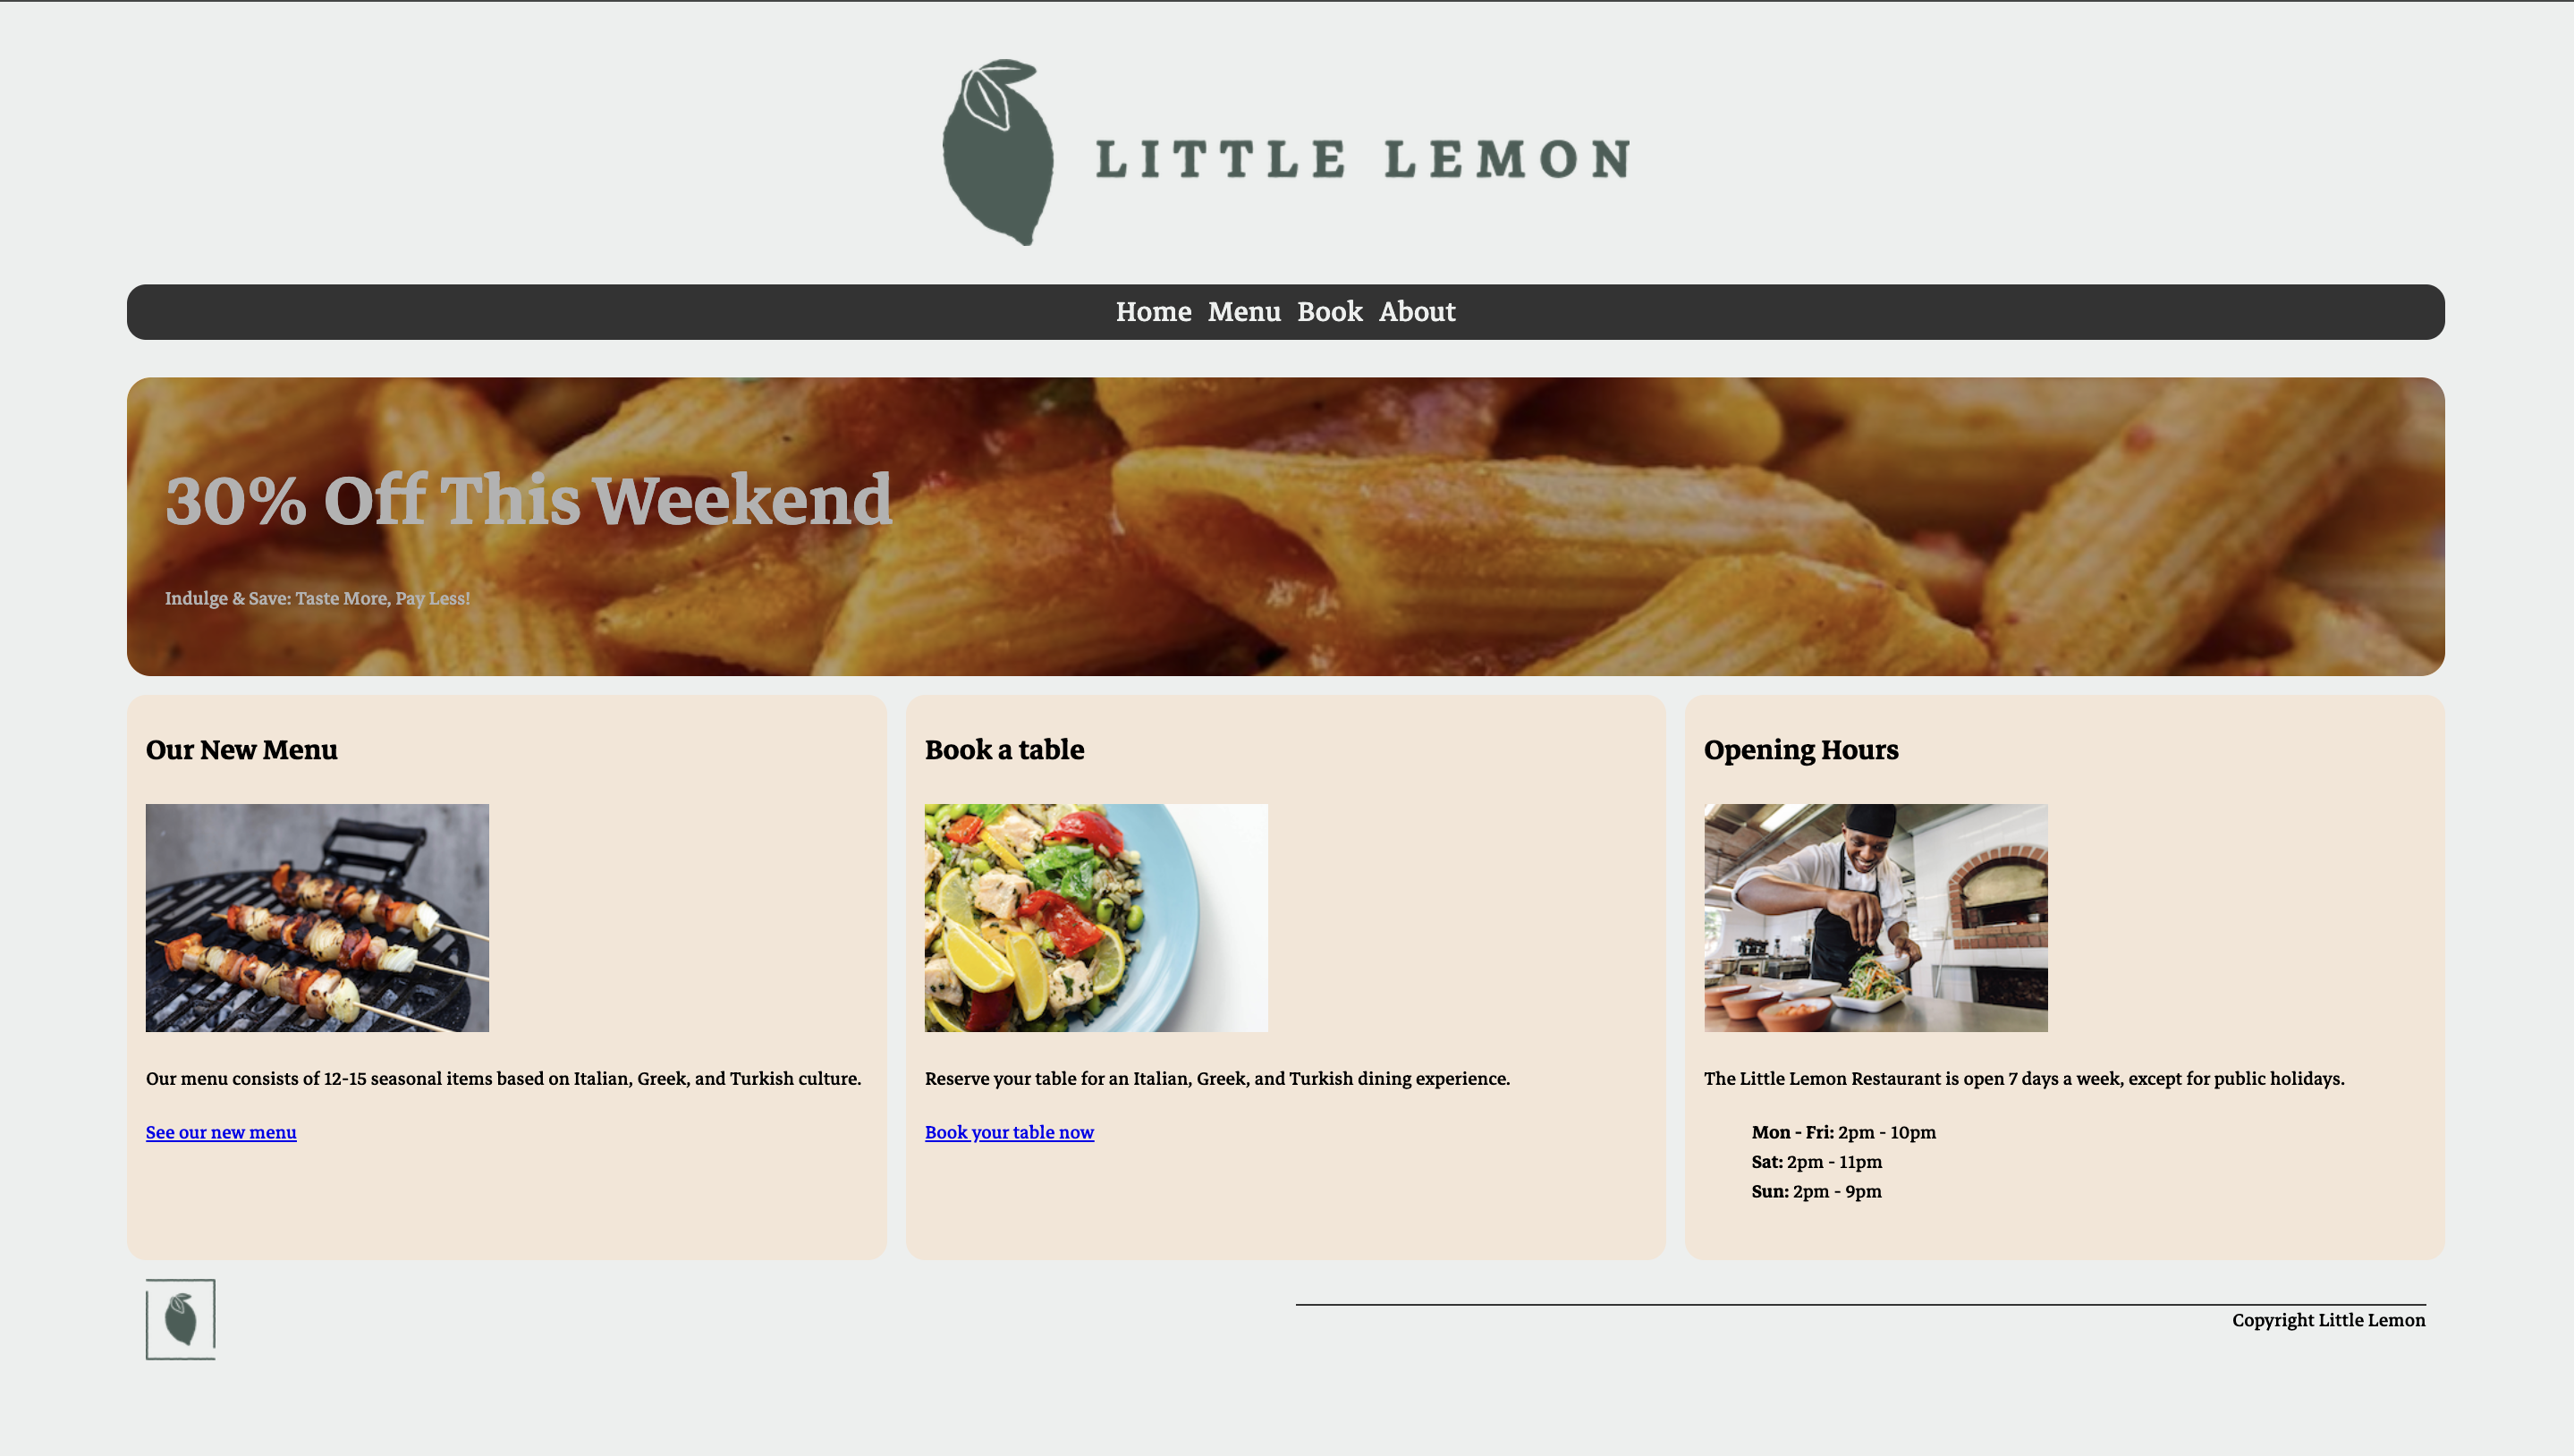 LITTLE LEMON
Home Menu Book About
30% Off This Weekend
Indulge & Save: Taste More, Pay Less!
Our New Menu
Our menu consists of 12-15 seasonal items based on Italian, Greek, and Turkish culture.
See our new menu
Book a table
Reserve your table for an Italian, Greek, and Turkish dining experience.
Book your table now
Opening Hours
The Little Lemon Restaurant is open 7 days a week, except for public holidays.
Mon - Fri: 2pm - 10pm
Sat: 2pm - 11pm
Sun: 2pm - 9pm
Copyright Little Lemon